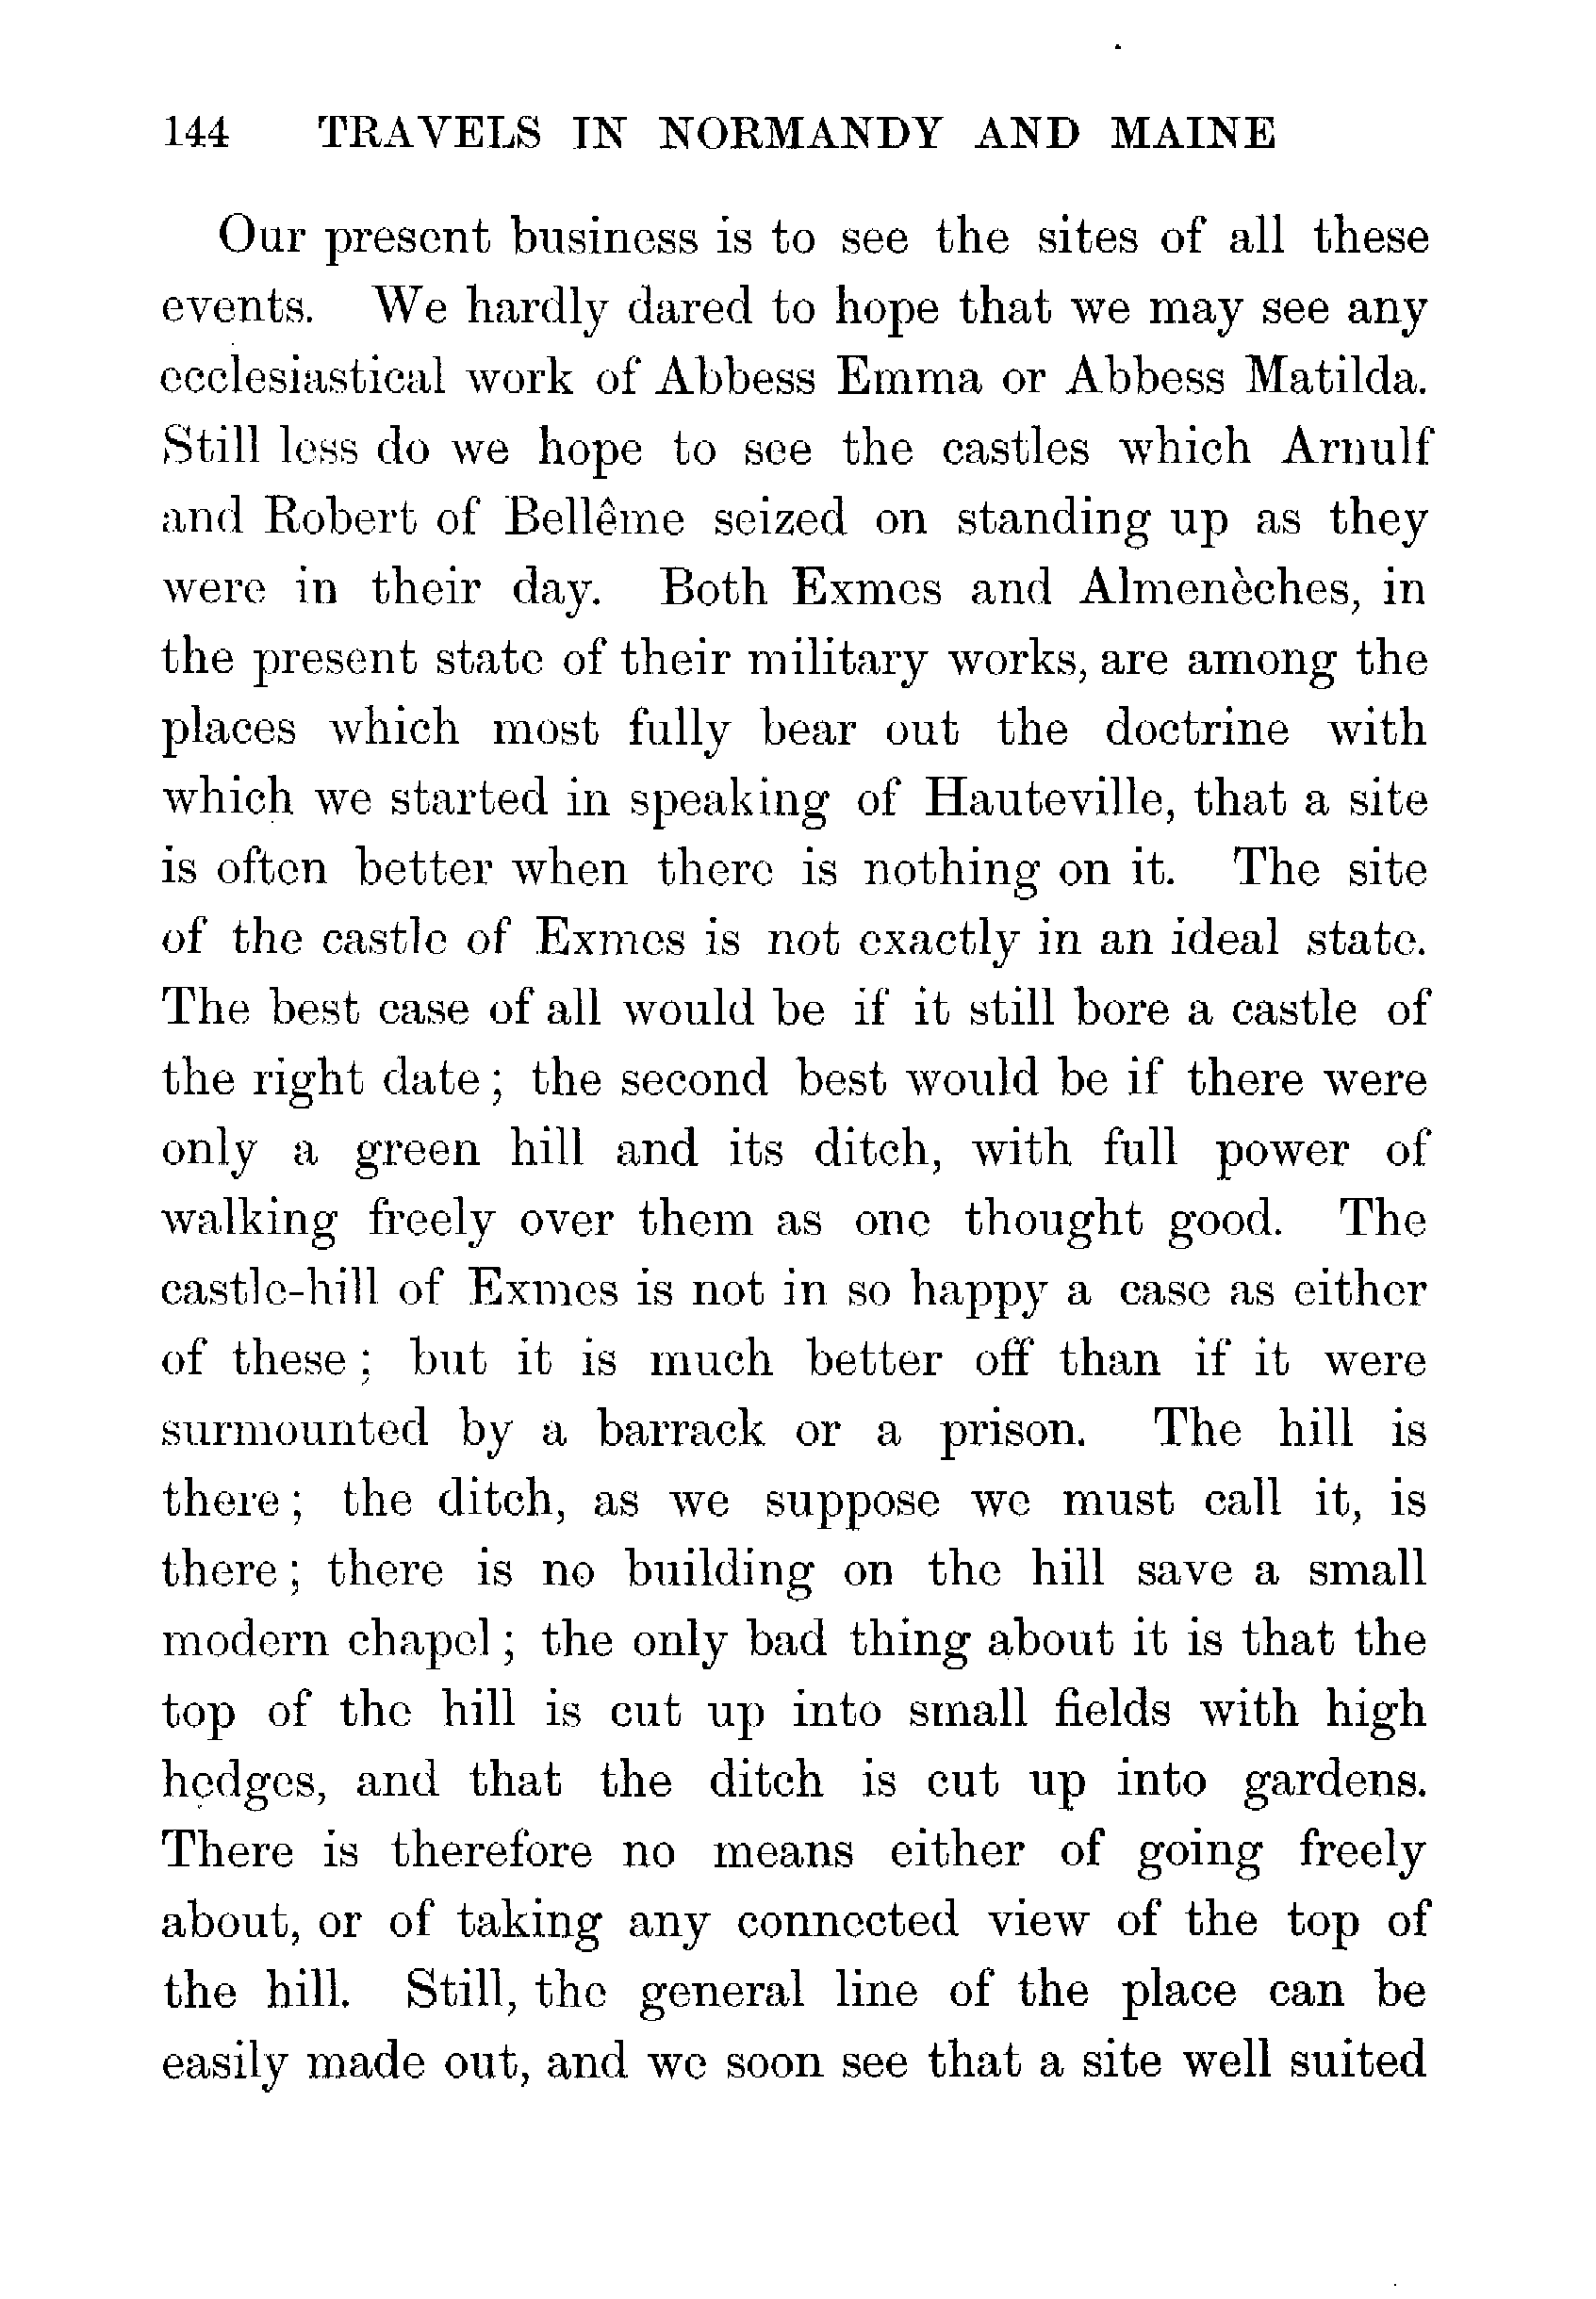 144 TRAVELS IN NORMANDY AND MAINE
Our present business is to see the sites of all these
events. We hardly dared to hope that we may see any
ecclesiastical work of Abbess Emma or Abbess Matilda.
Still less do we hope to see the castles which Arnulf
and Robert of Bellême seized on standing up as they
were in their day. Both Exmes and Almenèches, in
the present state of their military works, are among the
places which most fully bear out the doctrine with
which we started in speaking of Hauteville, that a site
is often better when there is nothing on it. The site
of the castle of Exmes is not exactly in an ideal state.
The best case of all would be if it still bore a castle of
the right date; the second best would be if there were
only a green hill and its ditch, with full power of
walking freely over them as one thought good. The
castle-hill of Exmes is not in so happy a case as either
of these; but it is much better off than if it were
surmounted by a barrack or a prison. The hill is
there; the ditch, as we suppose we must call it, is
there; there is no building on the hill save a small
modern chapel; the only bad thing about it is that the
top of the hill is cut up into small fields with high
hedges, and that the ditch is cut up into gardens.
There is therefore no means either of going freely
about, or of taking any connected view of the top of
the hill. Still, the general line of the place can be
easily made out, and we soon see that a site well suited